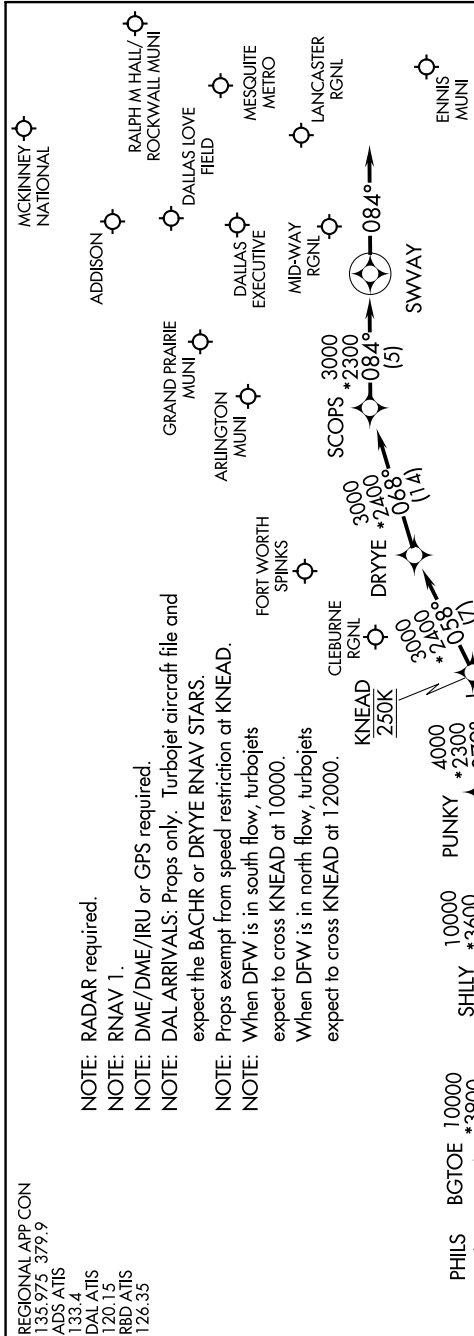 REGIONAL APP CON
135.975 379.9
ADS ATIS
133.4
DAL ATIS
120.15
RBD ATIS
126.35
NOTE: RADAR required.
NOTE: RNAV 1.
NOTE: DME/DME/IRU or GPS required.
NOTE: DAL ARRIVALS: Props only. Turbojet aircraft file and
expect the BACHR or DRYYE RNAV STARS.
NOTE: Props exempt from speed restriction at KNEAD.
NOTE: When DFW is in south flow, turbojets
expect to cross KNEAD at 10000.
When DFW is in north flow, turbojets
expect to cross KNEAD at 12000.
MCKINNEY
NATIONAL
RALPH M HALL/
ROCKWALL MUNI
ADDISON
DALLAS LOVE
FIELD
MESQUITE
METRO
GRAND PRAIRIE
MUNI
DALLAS
EXECUTIVE
LANCASTER
RGNL
ARLINGTON
MUNI
MID-WAY
RGNL
ENNIS
MUNI
FORT WORTH
SPINKS
CLEBURNE
RGNL
SWVAY
084°
SCOPS
3000
*2300
084°
(5)
DRYYE
3000
*2400
068°
(14)
3000
*2400
058°
(7)
KNEAD
250K
PUNKY
4000
*2300
SHLLY
10000
*3600
PHILS
BGTOE
10000
*3900